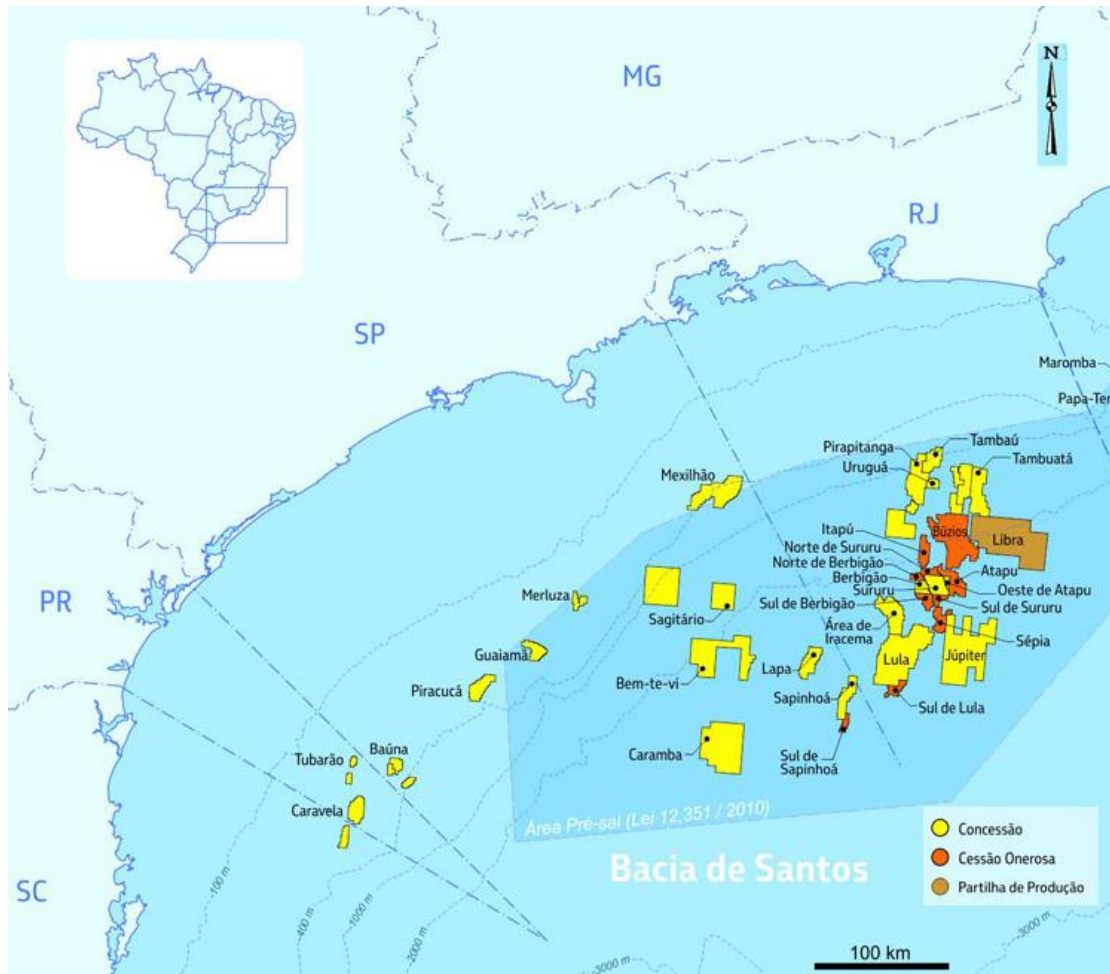 MG
N
RJ
SP
Maromba
Papa-Ter
Tambaú
Pirapitanga
Uruguá
Tambuatá
Mexilhão
Itapú
Búzios
Libra
Norte de Sururu
Norte de Berbigão
Berbigão
Sururu
Atapu
Oeste de Atapu
PR
Merluza
Sagitário
Sul de Berbigão
Sul de Sururu
Área de
Iracema
Sépia
Guaiamá
Lula
Júpiter
Piracucá
Bem-te-vi
Lapa
Sapinhoá
Sul de Lula
Tubarão
Baúna
Caramba
Sul de
Sapinhoá
Caravela
Área Pré-sal (Lei 12,351 / 2010)
Concessão
Cessão Onerosa
Partilha de Produção
Bacia de Santos
SC
100 m
400 m
1000 m
2000 m
3000 m
3000 m
100 km